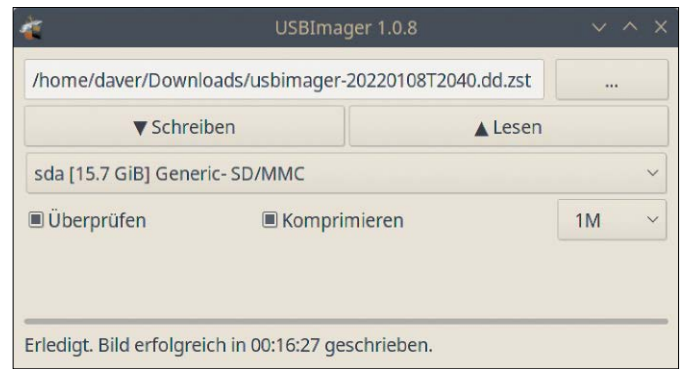 USBImager 1.0.8
/home/daver/Downloads/usbimager-20220108T2040.dd.zst ...
▼ Schreiben ▲ Lesen
sda [15.7 GiB] Generic- SD/MMC
Überprüfen Komprimieren 1M
Erledigt. Bild erfolgreich in 00:16:27 geschrieben.